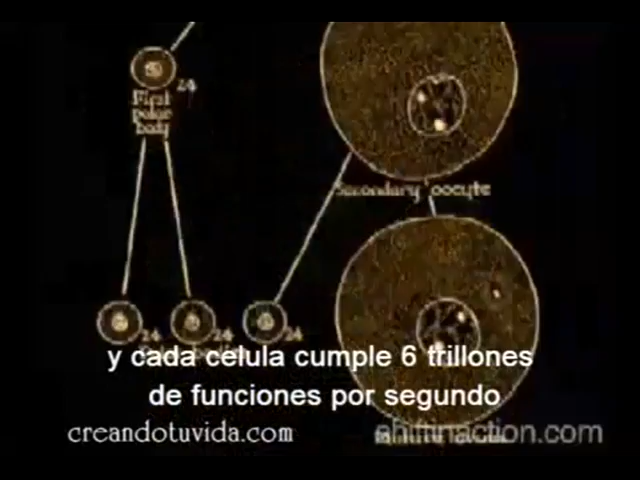 24
First
polar
body
Secondary oocyte
24
24
24
y cada celula cumple 6 trillones
de funciones por segundo
creandotuvida.com
shiftinaction.com